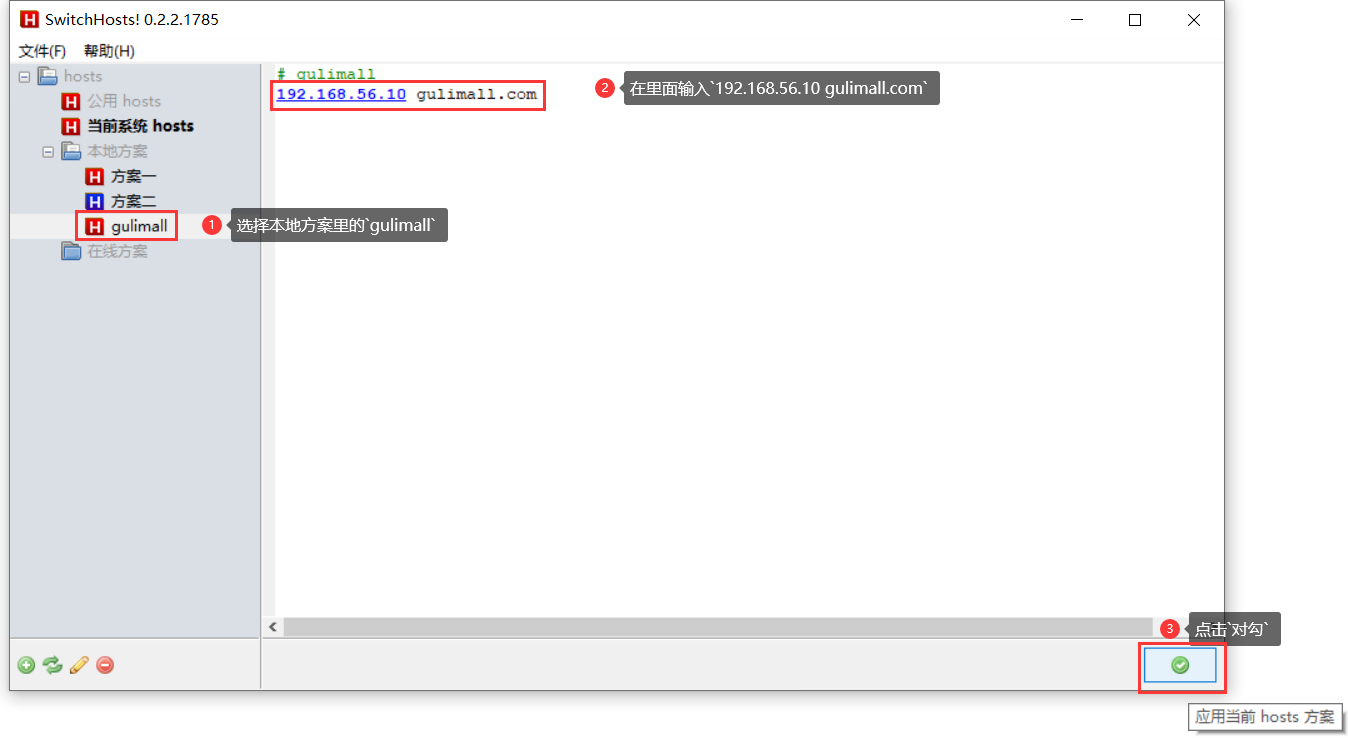 SwitchHosts! 0.2.2.1785
文件(F) 帮助(H)
hosts
公用 hosts
当前系统 hosts
本地方案
方案一
方案二
gulimall
在线方案
1 选择本地方案里的`gulimall`
# gulimall
192.168.56.10 gulimall.com
2 在里面输入`192.168.56.10 gulimall.com`
3 点击`对勾`
应用当前 hosts 方案